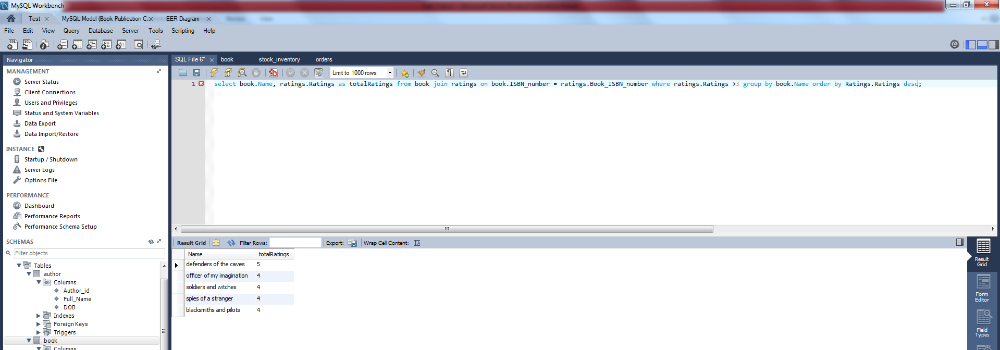 MySQL Workbench
Test
MySQL Model (Book Publication C...
EER Diagram
File Edit View Query Database Server Tools Scripting Help
Navigator
MANAGEMENT
Server Status
Client Connections
Users and Privileges
Status and System Variables
Data Export
Data Import/Restore
INSTANCE
Startup / Shutdown
Server Logs
Options File
PERFORMANCE
Dashboard
Performance Reports
Performance Schema Setup
SCHEMAS
Filter objects
Tables
author
Columns
Author_id
Full_Name
DOB
Indexes
Foreign Keys
Triggers
book
Columns
SQL File 6* book stock_inventory orders
Limit to 1000 rows
1 select book.Name, ratings.Ratings as totalRatings from book join ratings on book.ISBN_number = ratings.Book_ISBN_number where ratings.Ratings >3 group by book.Name order by Ratings.Ratings desc;
Result Grid Filter Rows: Export: Wrap Cell Content:
Name totalRatings
defenders of the caves 5
officer of my imagination 4
soldiers and witches 4
spies of a stranger 4
blacksmiths and pilots 4
Result
Grid
Form
Editor
Field
Types